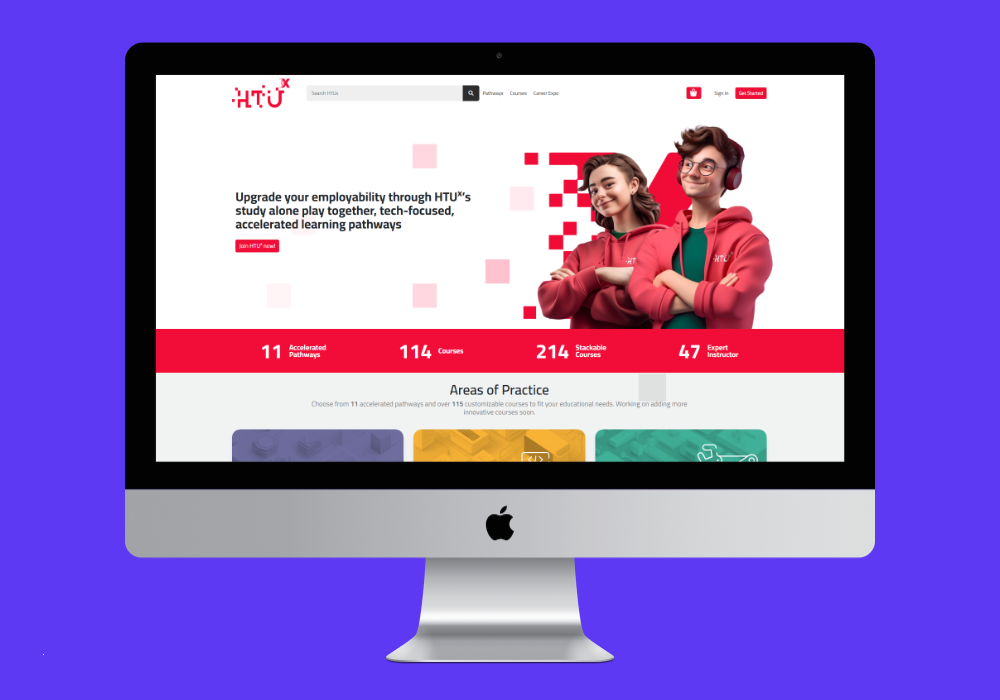 HTUX
Search HTUx
Pathways Courses Career Expo
Sign In Get Started
Upgrade your employability through HTUˣ's
study alone play together, tech-focused,
accelerated learning pathways
Join HTUˣ now!
HTU
HTU
11 Accelerated
Pathways
114 Courses
214 Stackable
Courses
47 Expert
Instructor
Areas of Practice
Choose from 11 accelerated pathways and over 115 customizable courses to fit your educational needs. Working on adding more
innovative courses soon.